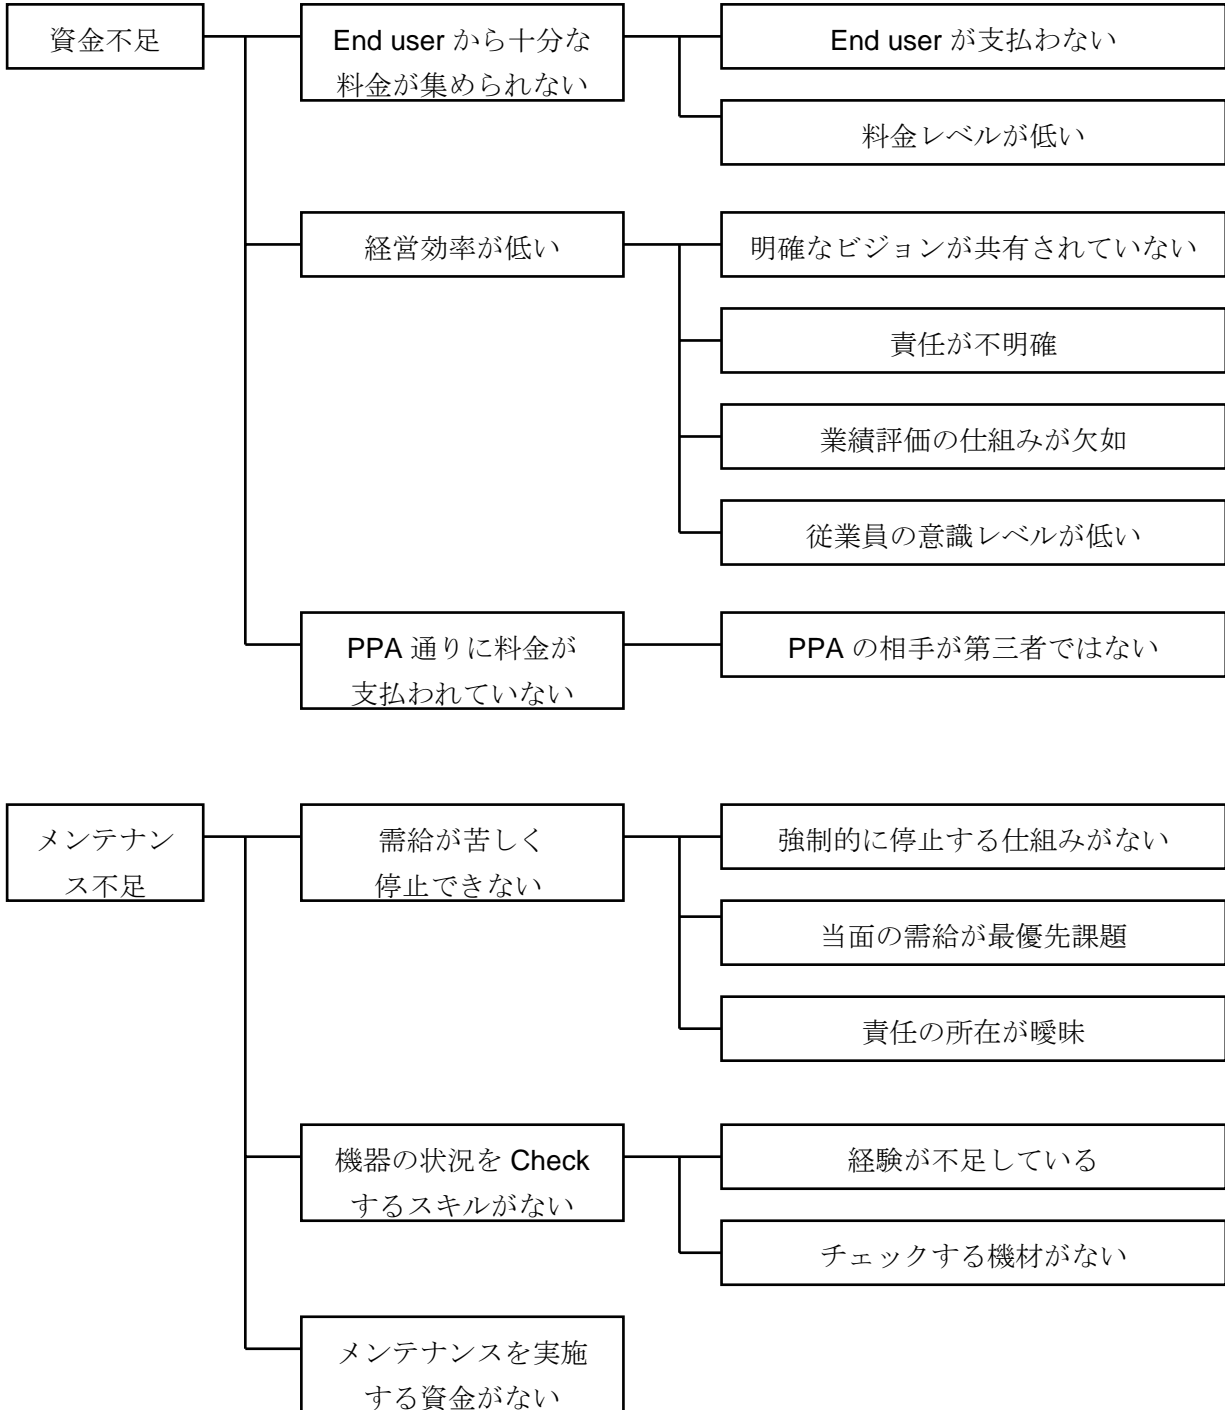 資金不足
End user から十分な
料金が集められない
End user が支払わない
料金レベルが低い
経営効率が低い
明確なビジョンが共有されていない
責任が不明確
業績評価の仕組みが欠如
従業員の意識レベルが低い
PPA 通りに料金が
支払われていない
PPA の相手が第三者ではない
メンテナン
ス不足
需給が苦しく
停止できない
強制的に停止する仕組みがない
当面の需給が最優先課題
責任の所在が曖昧
機器の状況を Check
するスキルがない
経験が不足している
チェックする機材がない
メンテナンスを実施
する資金がない